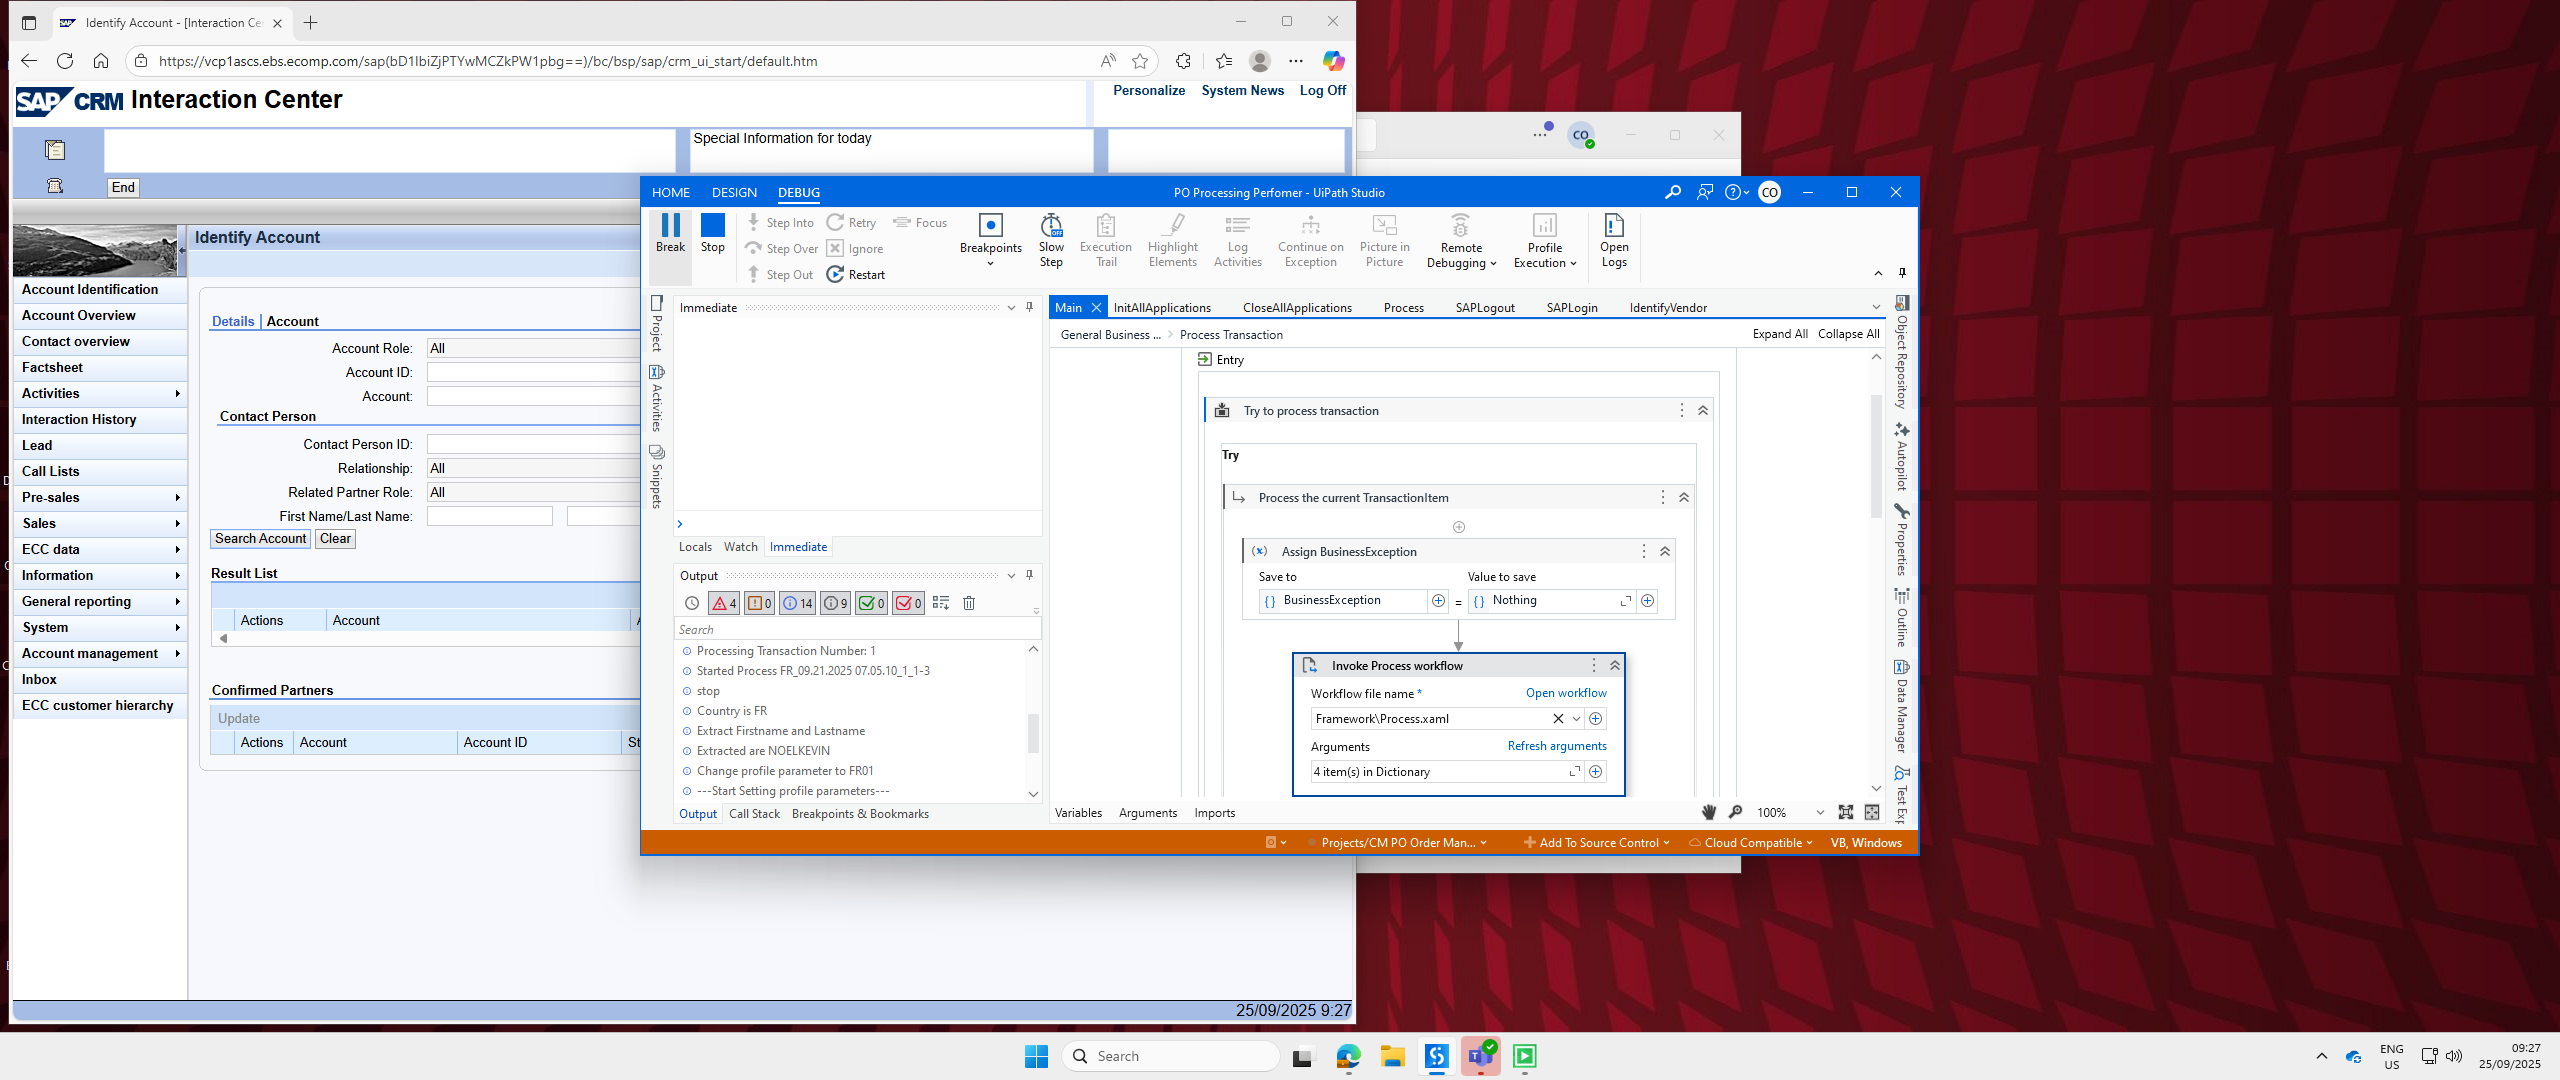 Identify Account - [Interaction Ce
https://vcp1ascs.ebs.ecomp.com/sap(bD1lbiZjPTYwMCZkPW1pbg==)/bc/bsp/sap/crm_ui_start/default.htm
SAP CRM Interaction Center
Personalize System News Log Off
Special Information for today
End
Identify Account
Account Identification
Account Overview
Contact overview
Factsheet
Activities
Interaction History
Lead
Call Lists
Pre-sales
Sales
ECC data
Information
General reporting
System
Account management
Inbox
ECC customer hierarchy
Details Account
Account Role: All
Account ID:
Account:
Contact Person
Contact Person ID:
Relationship: All
Related Partner Role: All
First Name/Last Name:
Search Account Clear
Result List
Actions Account
Confirmed Partners
Update
Actions Account Account ID St
25/09/2025 9:27
CO
HOME DESIGN DEBUG
PO Processing Perfomer - UiPath Studio
CO
Break Stop
Step Into Retry Focus
Step Over Ignore
Step Out Restart
Breakpoints
Slow Step
Execution Trail
Highlight Elements
Log Activities
Continue on Exception
Picture in Picture
Remote Debugging
Profile Execution
Open Logs
Project
Activities
Snippets
Immediate
Locals Watch Immediate
Output
4 0 14 9 0 0
Search
Processing Transaction Number: 1
Started Process FR_09.21.2025 07.05.10_1_1-3
stop
Country is FR
Extract Firstname and Lastname
Extracted are NOELKEVIN
Change profile parameter to FR01
---Start Setting profile parameters---
Output Call Stack Breakpoints & Bookmarks
Main InitAllApplications CloseAllApplications Process SAPLogout SAPLogin IdentifyVendor
General Business ... Process Transaction
Expand All Collapse All
Entry
Try to process transaction
Try
Process the current TransactionItem
Assign BusinessException
Save to Value to save
BusinessException = Nothing
Invoke Process workflow
Workflow file name * Open workflow
Framework\Process.xaml
Arguments Refresh arguments
4 item(s) in Dictionary
Variables Arguments Imports
100%
Object Repository
Autopilot
Properties
Outline
Data Manager
Test Exp
Projects/CM PO Order Man...
Add To Source Control
Cloud Compatible
VB, Windows
Search
ENG
US
09:27
25/09/2025